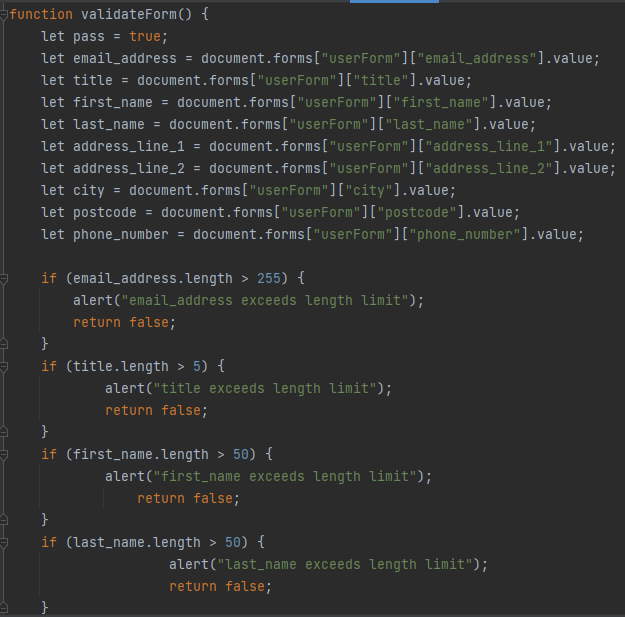 function validateForm() {
    let pass = true;
    let email_address = document.forms["userForm"]["email_address"].value;
    let title = document.forms["userForm"]["title"].value;
    let first_name = document.forms["userForm"]["first_name"].value;
    let last_name = document.forms["userForm"]["last_name"].value;
    let address_line_1 = document.forms["userForm"]["address_line_1"].value;
    let address_line_2 = document.forms["userForm"]["address_line_2"].value;
    let city = document.forms["userForm"]["city"].value;
    let postcode = document.forms["userForm"]["postcode"].value;
    let phone_number = document.forms["userForm"]["phone_number"].value;

    if (email_address.length > 255) {
        alert("email_address exceeds length limit");
        return false;
    }
    if (title.length > 5) {
            alert("title exceeds length limit");
            return false;
    }
    if (first_name.length > 50) {
            alert("first_name exceeds length limit");
                return false;
    }
    if (last_name.length > 50) {
                    alert("last_name exceeds length limit");
                    return false;
    }